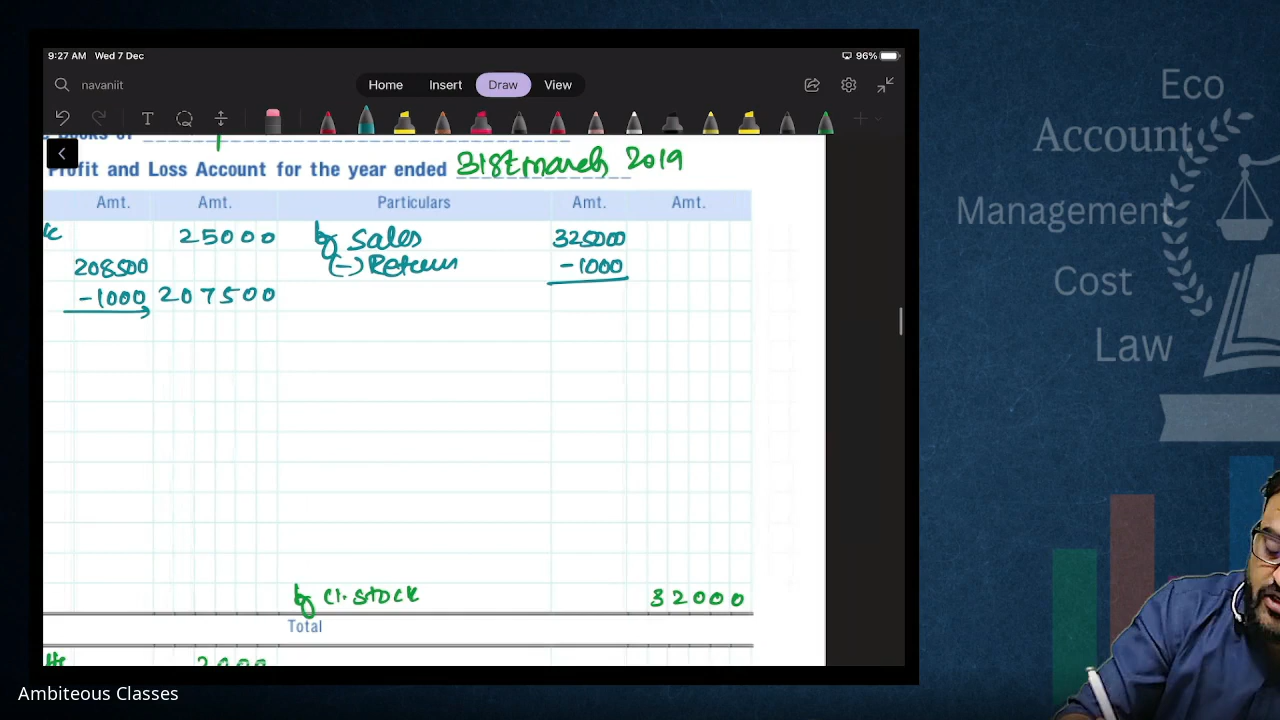 9:27 AM Wed 7 Dec
96%
navaniit
Home Insert Draw View
e Books of
Profit and Loss Account for the year ended 31st march 2019
Amt. Amt. Particulars Amt. Amt.
25000 by Sales 325000
208500 (-) Return -1000
-1000 207500
by Cl. stock 32000
Total
Eco
Account
Management
Cost
Law
Ambiteous Classes